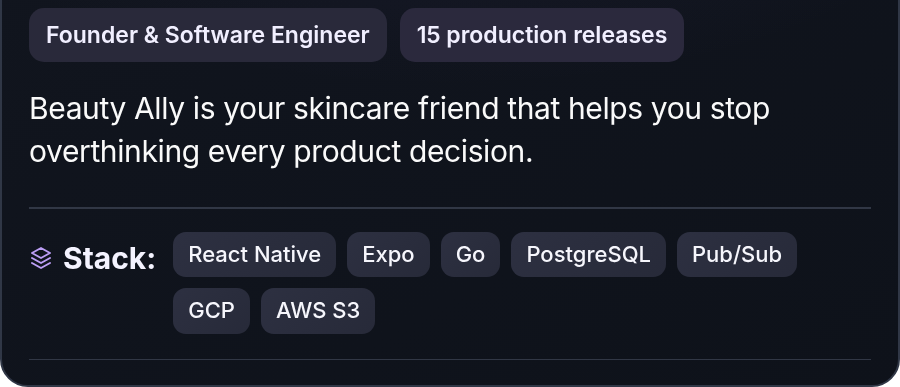 Founder & Software Engineer 15 production releases
Beauty Ally is your skincare friend that helps you stop
overthinking every product decision.
Stack: React Native Expo Go PostgreSQL Pub/Sub
GCP AWS S3